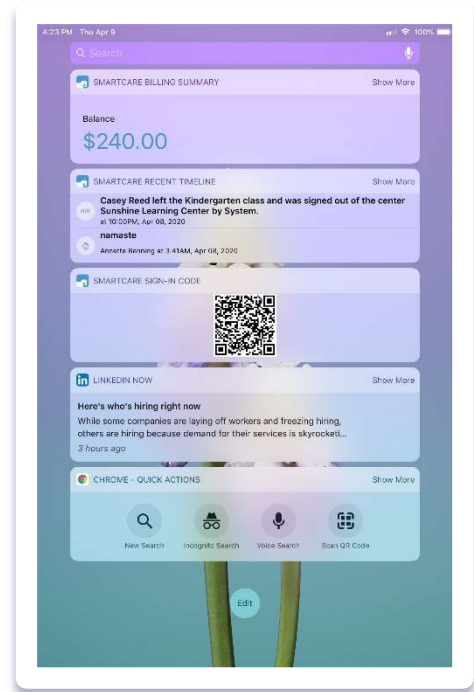 4:23 PM Thu Apr 9 100%
Search
SMARTCARE BILLING SUMMARY Show More
Balance
$240.00
SMARTCARE RECENT TIMELINE Show More
Casey Reed left the Kindergarten class and was signed out of the center
Sunshine Learning Center by System.
at 10:00PM, Apr 08, 2020
namaste
Annette Benning at 3:41AM, Apr 08, 2020
SMARTCARE SIGN-IN CODE
in LINKEDIN NOW Show More
Here's who's hiring right now
While some companies are laying off workers and freezing hiring,
others are hiring because demand for their services is skyrocketi...
3 hours ago
CHROME - QUICK ACTIONS Show More
New Search Incognito Search Voice Search Scan QR Code
Edit